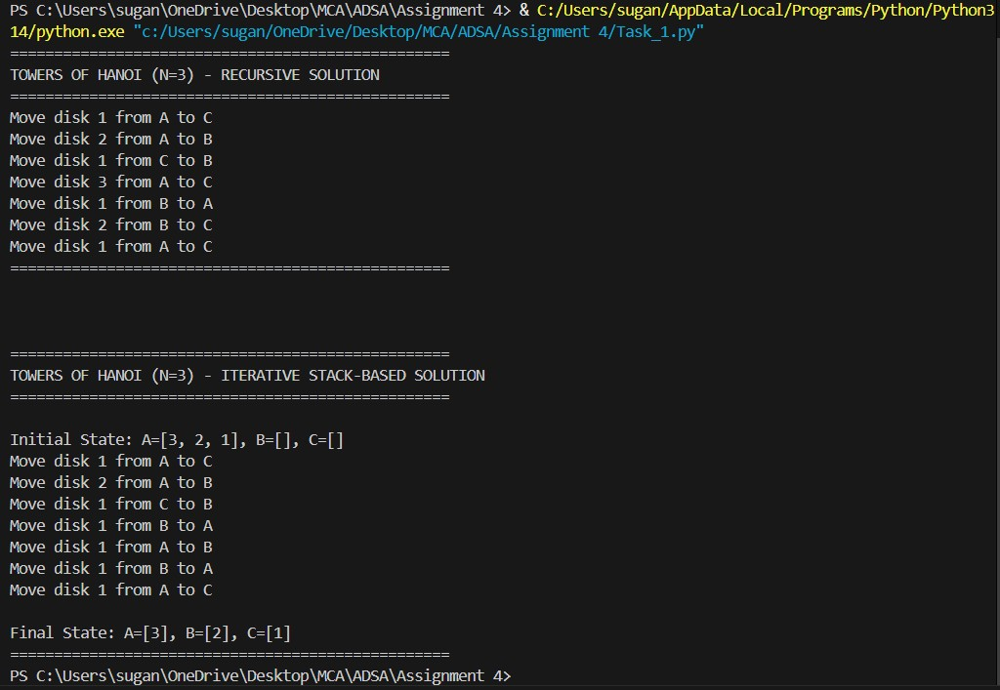 PS C:\Users\sugan\OneDrive\Desktop\MCA\ADSA\Assignment 4> & C:/Users/sugan/AppData/Local/Programs/Python/Python3
14/python.exe "c:/Users/sugan/OneDrive/Desktop/MCA/ADSA/Assignment 4/Task_1.py"
==================================================
TOWERS OF HANOI (N=3) - RECURSIVE SOLUTION
==================================================
Move disk 1 from A to C
Move disk 2 from A to B
Move disk 1 from C to B
Move disk 3 from A to C
Move disk 1 from B to A
Move disk 2 from B to C
Move disk 1 from A to C
==================================================
==================================================
TOWERS OF HANOI (N=3) - ITERATIVE STACK-BASED SOLUTION
==================================================
Initial State: A=[3, 2, 1], B=[], C=[]
Move disk 1 from A to C
Move disk 2 from A to B
Move disk 1 from C to B
Move disk 1 from B to A
Move disk 1 from A to B
Move disk 1 from B to A
Move disk 1 from A to C
Final State: A=[3], B=[2], C=[1]
==================================================
PS C:\Users\sugan\OneDrive\Desktop\MCA\ADSA\Assignment 4>